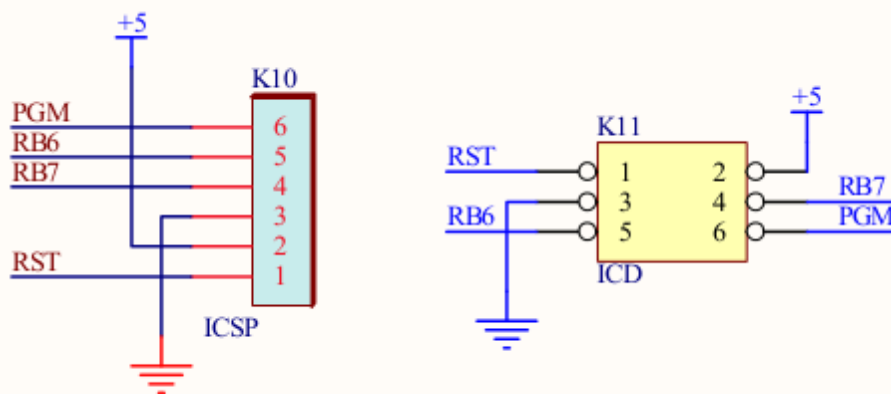 +5
K10
PGM 6
RB6 5
RB7 4
3
2
RST 1
ICSP
+5
K11
RST 1 2
3 4 RB7
RB6 5 6 PGM
ICD